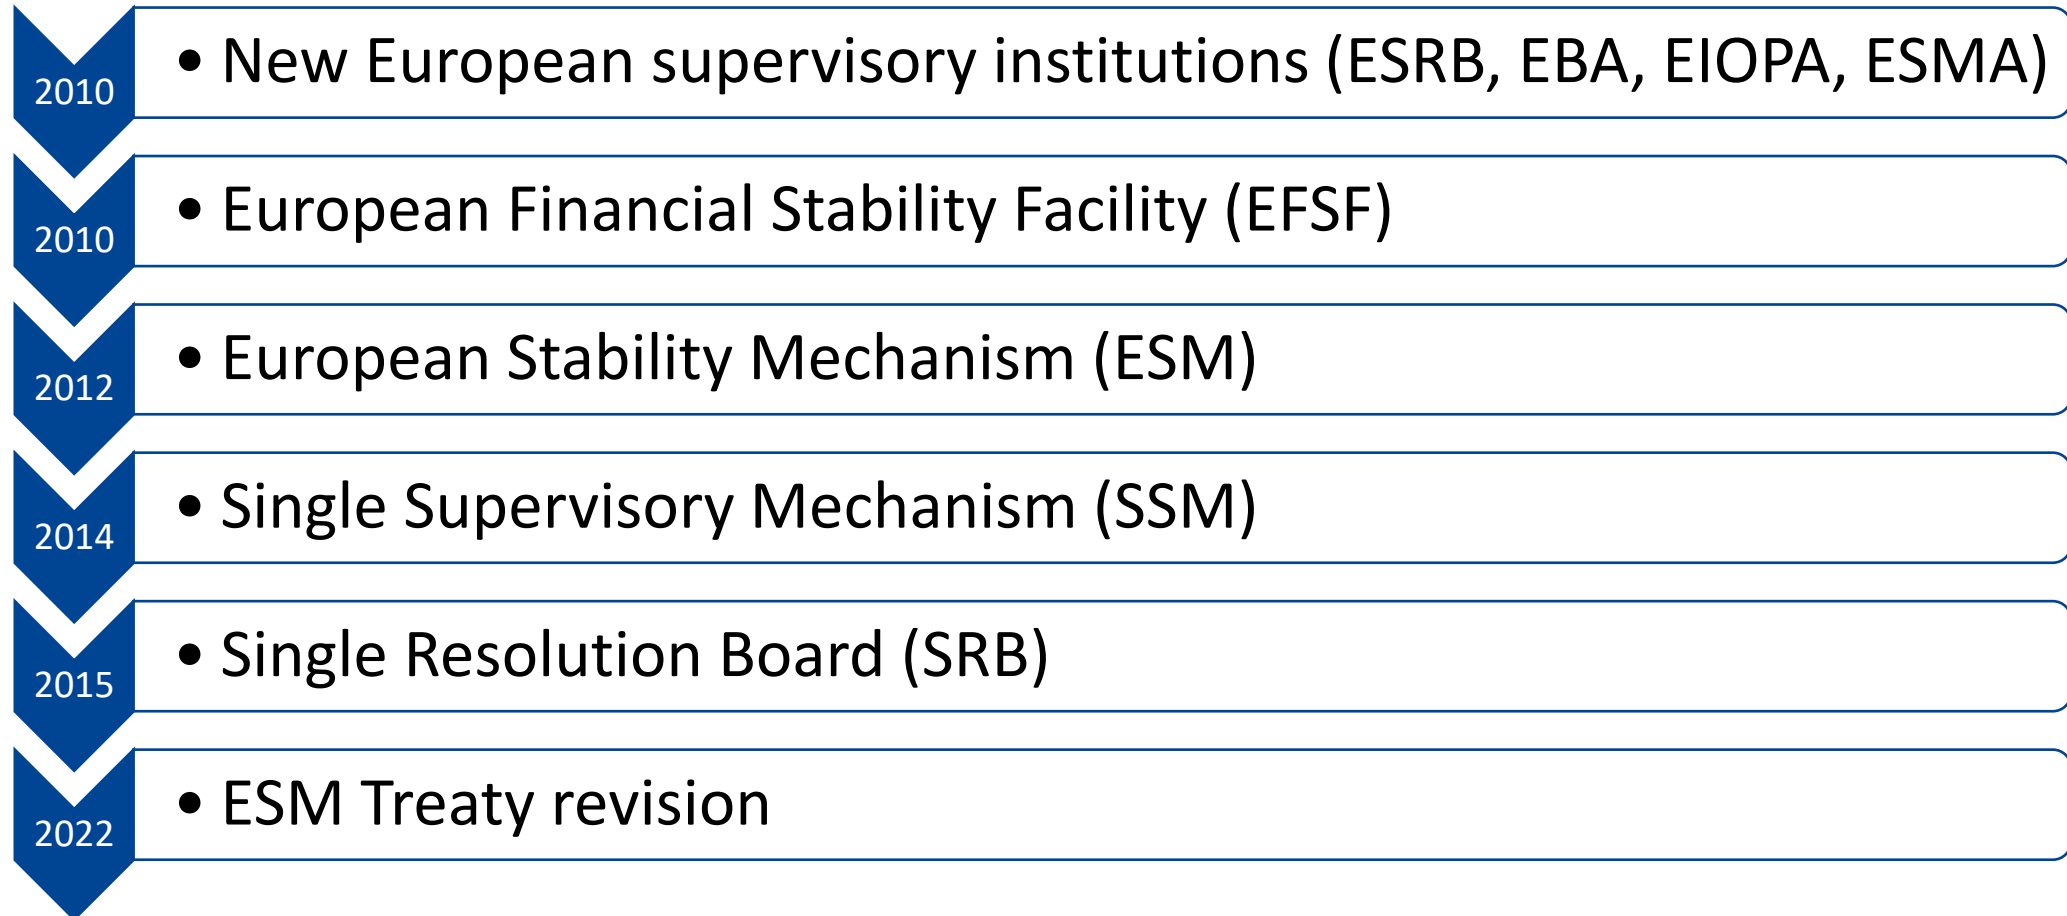 2010
• New European supervisory institutions (ESRB, EBA, EIOPA, ESMA)
2010
• European Financial Stability Facility (EFSF)
2012
• European Stability Mechanism (ESM)
2014
• Single Supervisory Mechanism (SSM)
2015
• Single Resolution Board (SRB)
2022
• ESM Treaty revision